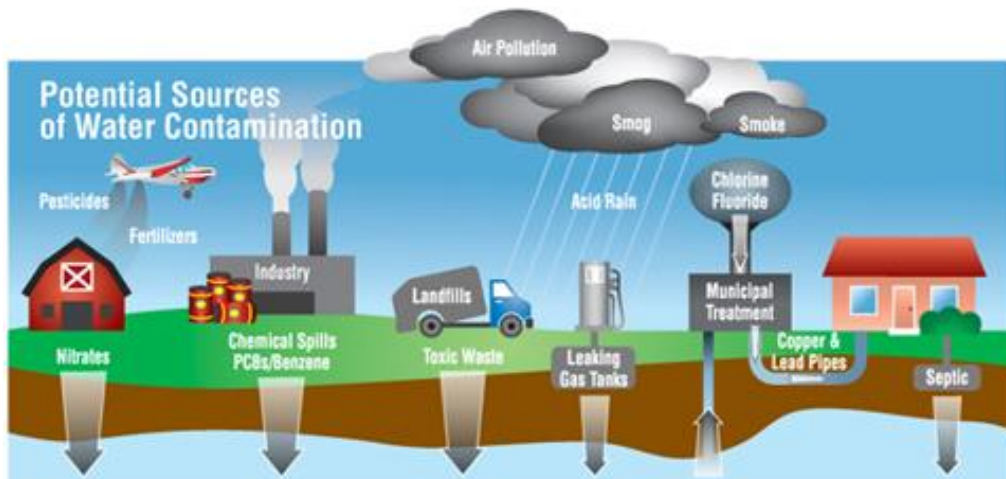 Air Pollution
Potential Sources
of Water Contamination
Smog
Smoke
Pesticides
Fertilizers
Acid Rain
Chlorine
Fluoride
Industry
Landfills
Municipal
Treatment
Nitrates
Chemical Spills
PCBs/Benzene
Toxic Waste
Leaking
Gas Tanks
Copper &
Lead Pipes
Septic